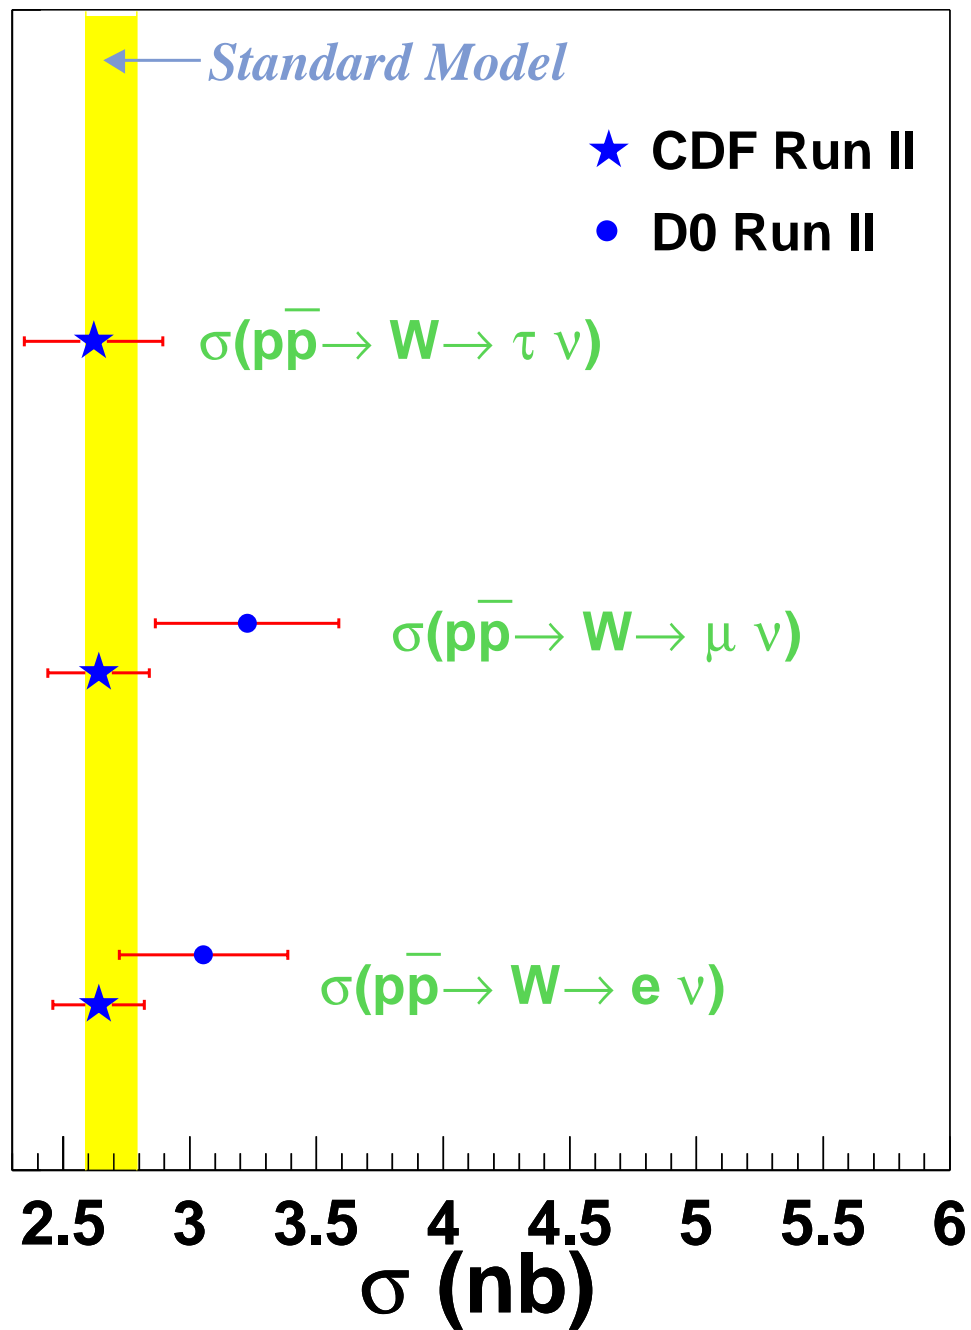 Standard Model
★ CDF Run II
● D0 Run II
σ(pp̅→ W→ τ ν)
σ(pp̅→ W→ μ ν)
σ(pp̅→ W→ e ν)
2.5 3 3.5 4 4.5 5 5.5 6
σ (nb)